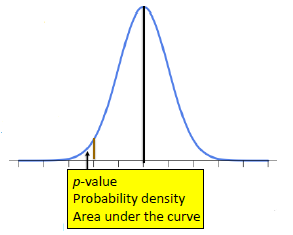 p-value
Probability density
Area under the curve